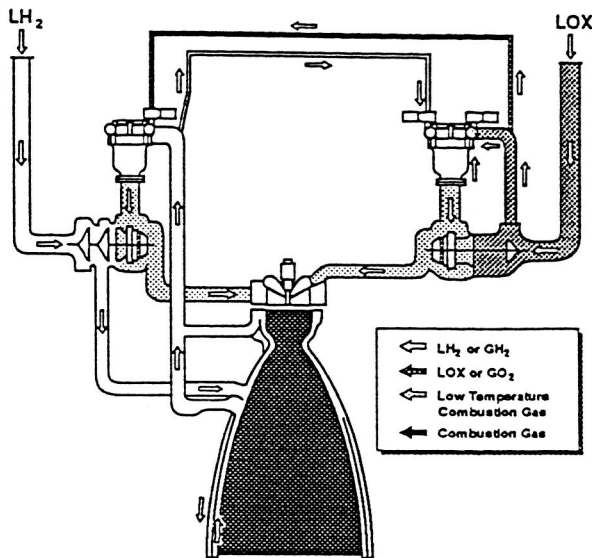 LH2
LOX
LH2 or GH2
LOX or GO2
Low Temperature
Combustion Gas
Combustion Gas